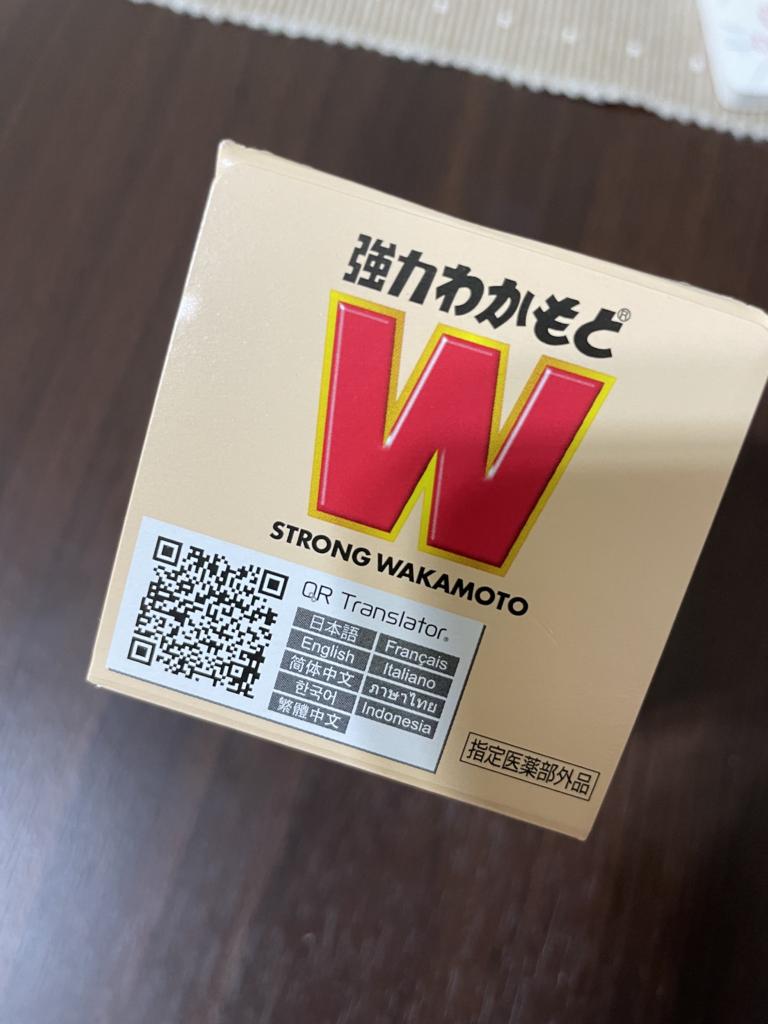 強力わかもと®
W
STRONG WAKAMOTO
QR Translator®
日本語 Français
English Italiano
简体中文 ภาษาไทย
한국어 Indonesia
繁體中文
指定医薬部外品